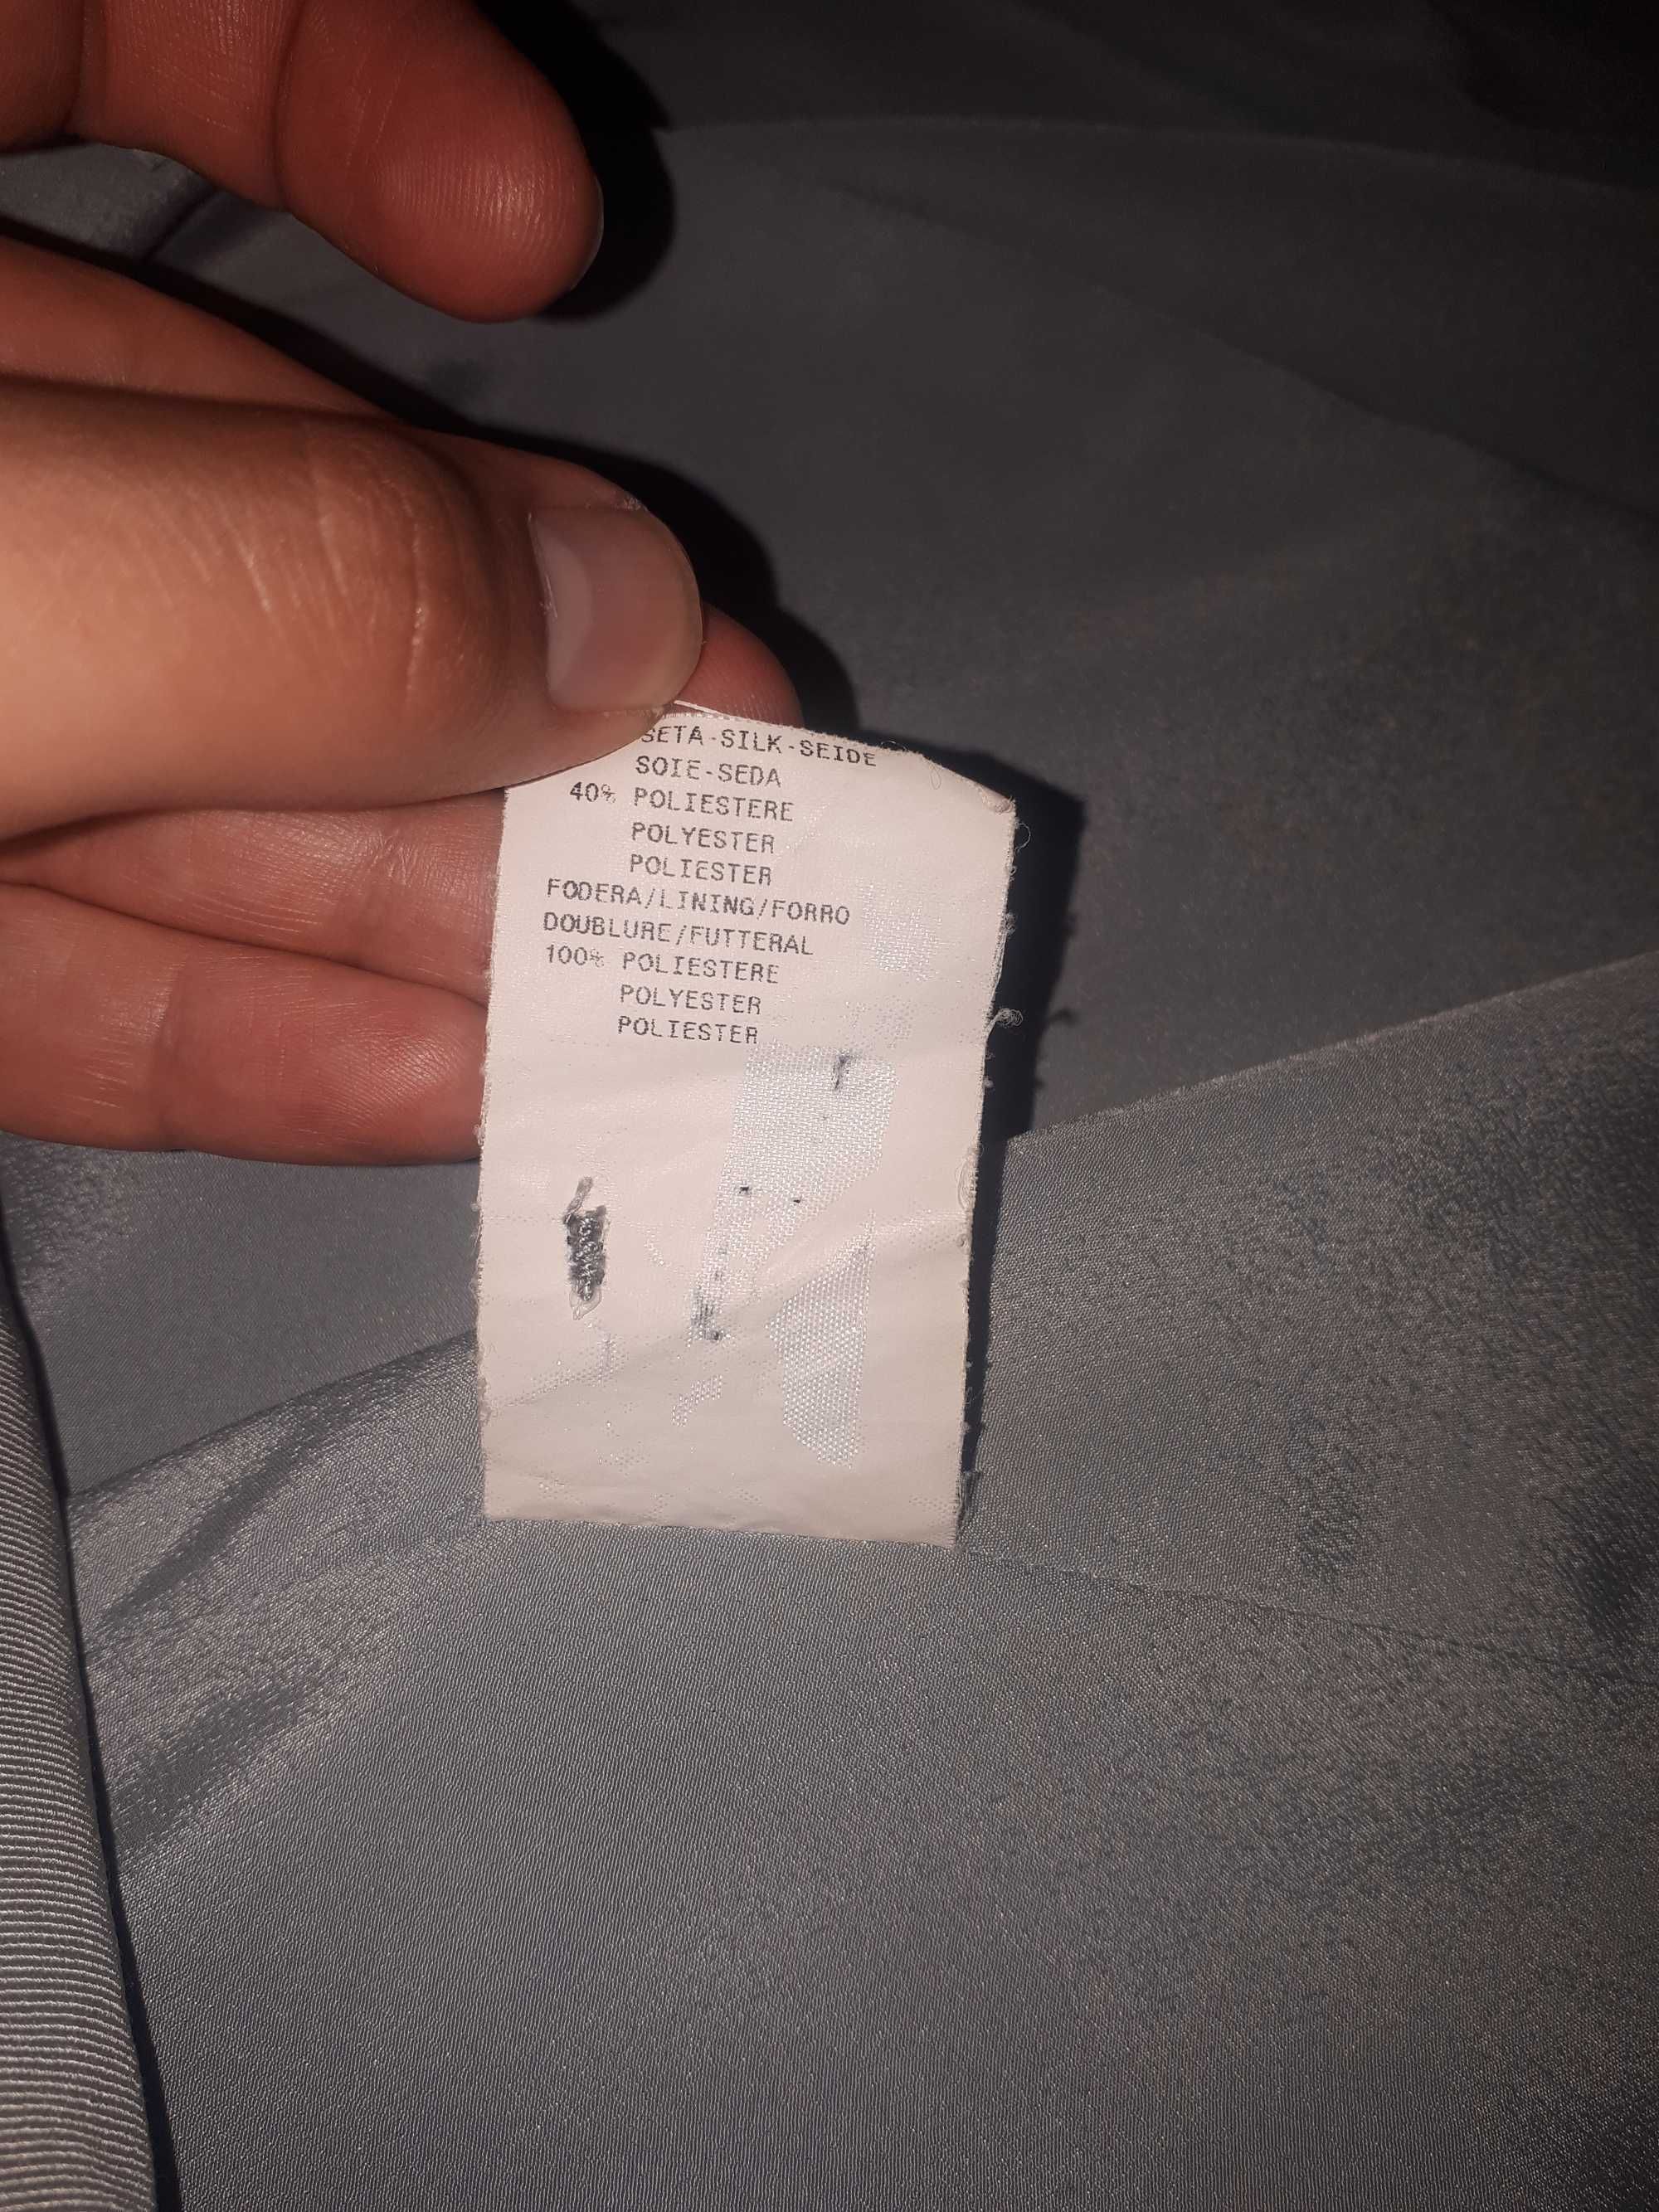 SETA-SILK-SEIDE
SOIE-SEDA
40% POLIESTERE
POLYESTER
POLIESTER
FODERA/LINING/FORRO
DOUBLURE/FUTTERAL
100% POLIESTERE
POLYESTER
POLIESTER